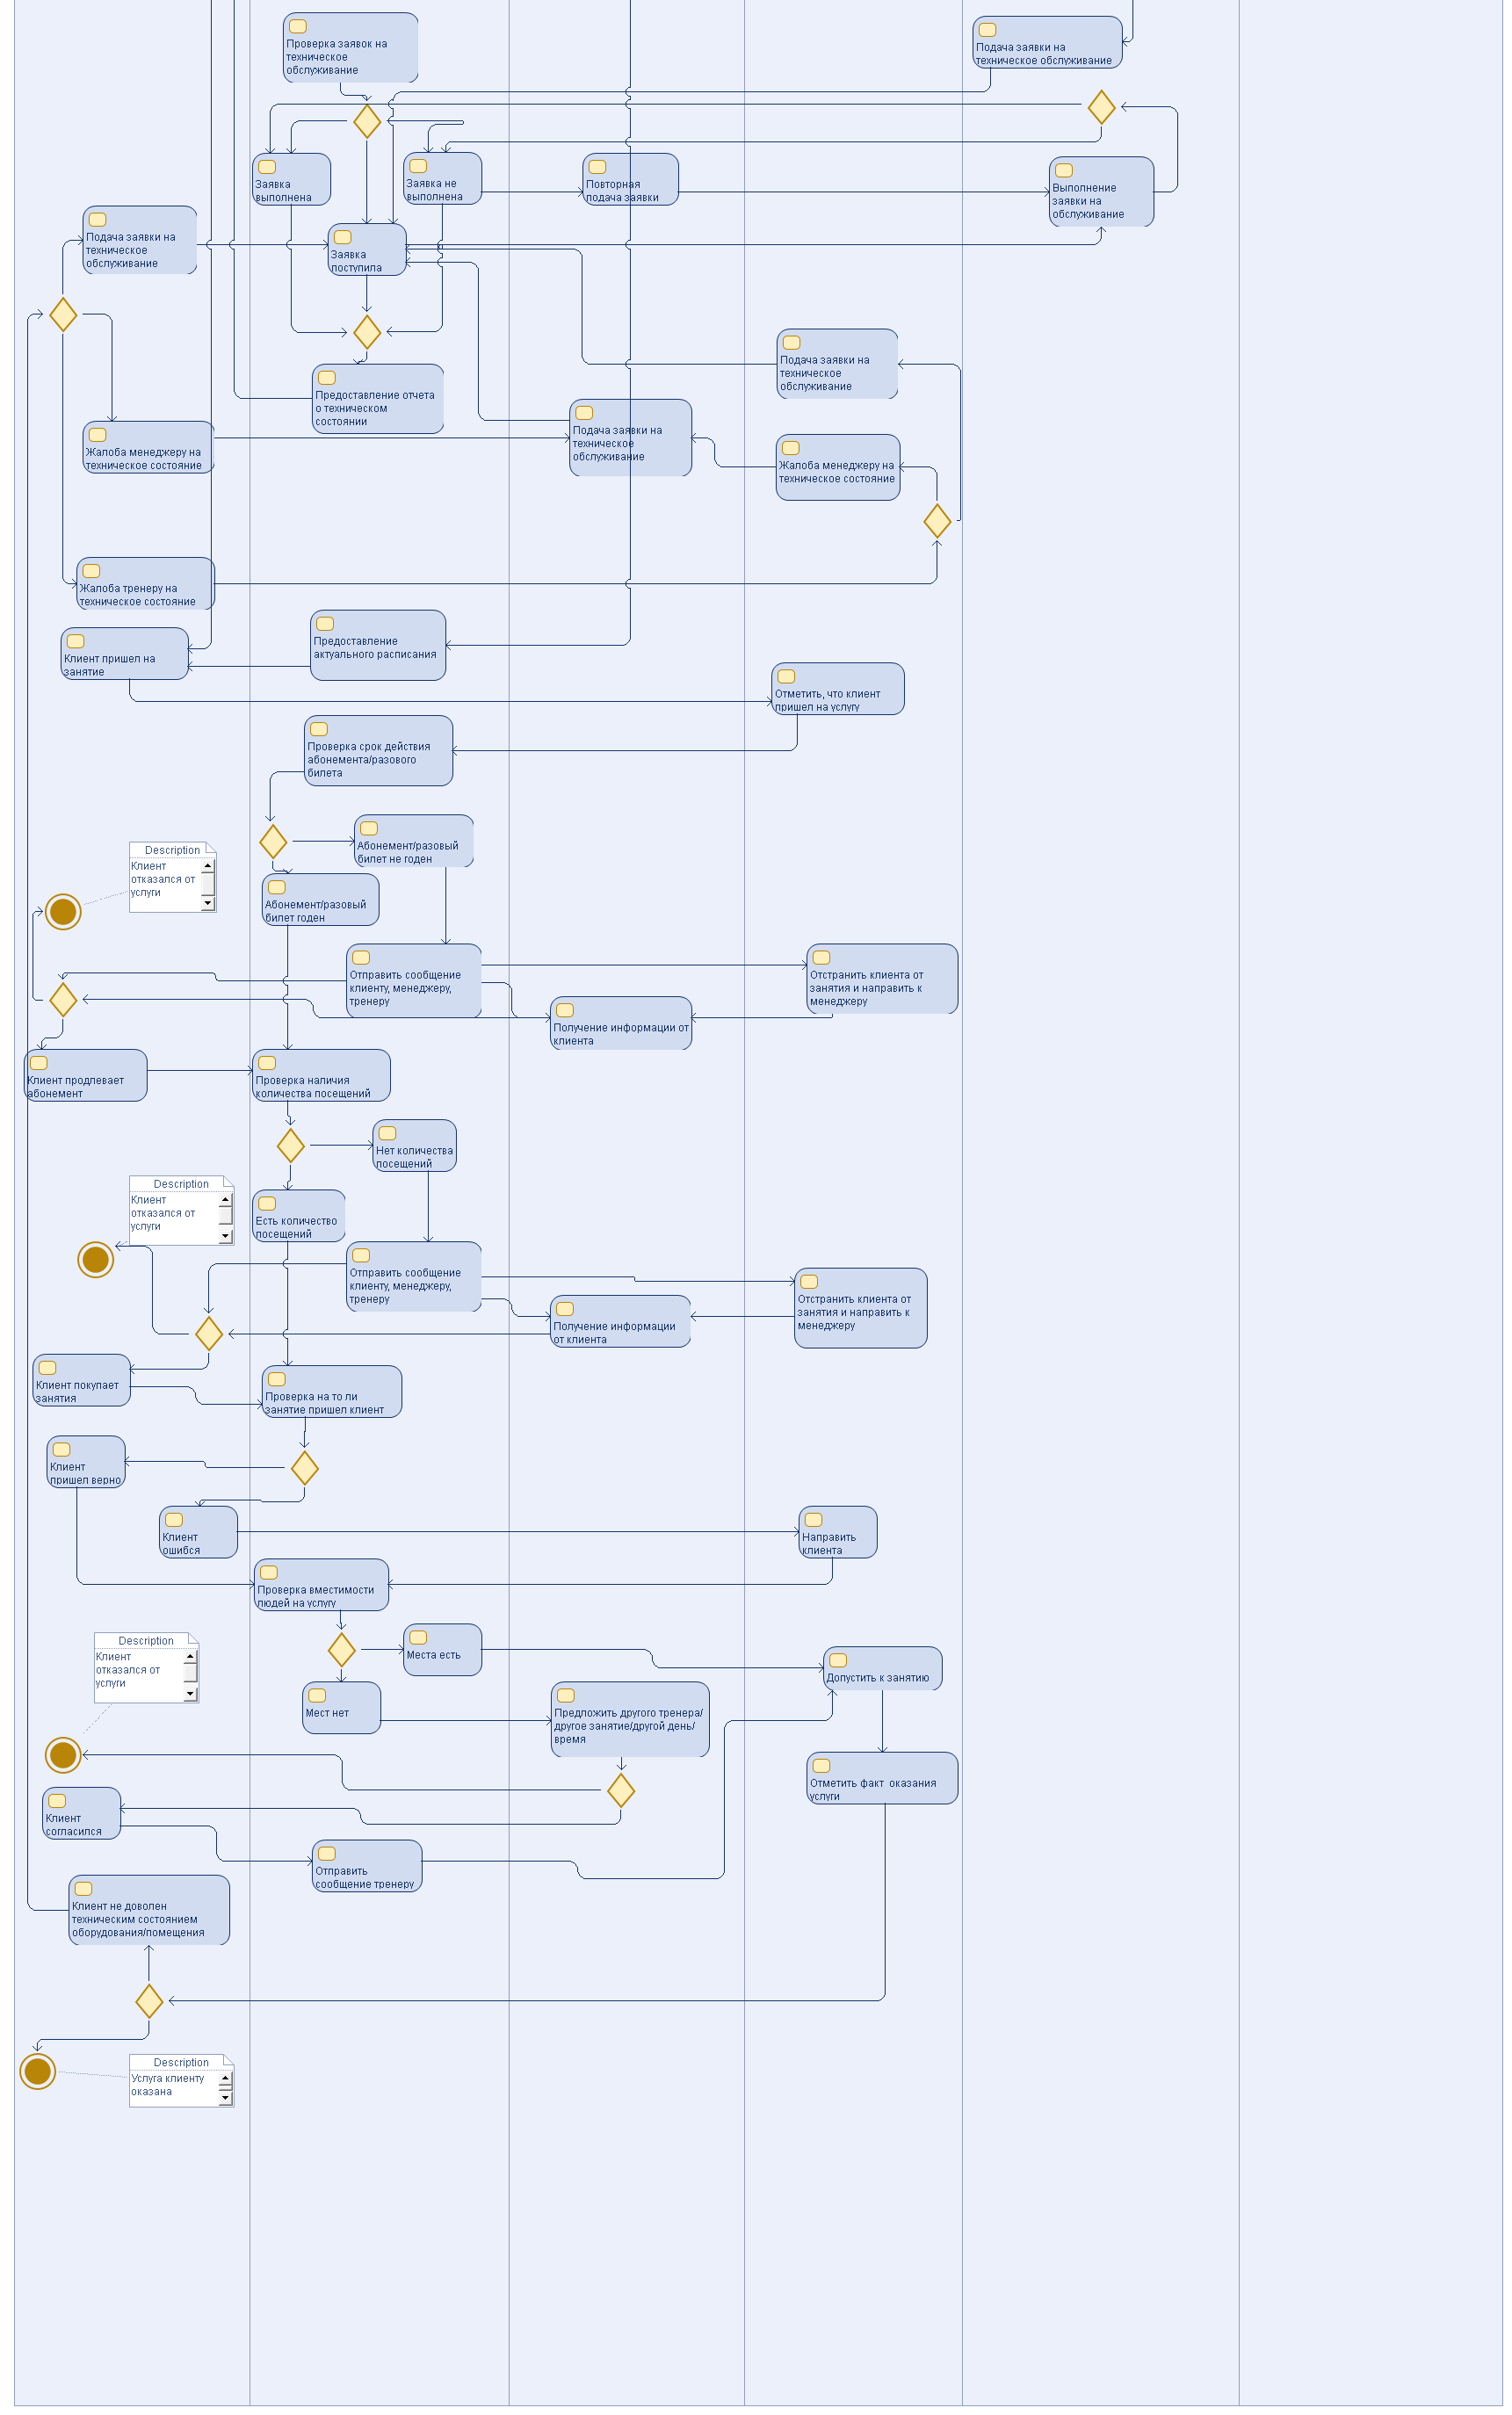 Проверка заявок на
техническое
обслуживание
Подача заявки на
техническое обслуживание
Заявка
выполнена
Заявка не
выполнена
Повторная
подача заявки
Выполнение
заявки на
обслуживание
Подача заявки на
техническое
обслуживание
Заявка
поступила
Подача заявки на
техническое
обслуживание
Предоставление отчета
о техническом
состоянии
Подача заявки на
техническое
обслуживание
Жалоба менеджеру на
техническое состояние
Жалоба менеджеру на
техническое состояние
Жалоба тренеру на
техническое состояние
Предоставление
актуального расписания
Клиент пришел на
занятие
Отметить, что клиент
пришел на услугу
Проверка срок действия
абонемента/разового
билета
Абонемент/разовый
билет не годен
Description
Клиент
отказался от
услуги
Абонемент/разовый
билет годен
Отправить сообщение
клиенту, менеджеру,
тренеру
Отстранить клиента от
занятия и направить к
менеджеру
Получение информации от
клиента
Клиент продлевает
абонемент
Проверка наличия
количества посещений
Нет количества
посещений
Description
Клиент
отказался от
услуги
Есть количество
посещений
Отправить сообщение
клиенту, менеджеру,
тренеру
Отстранить клиента от
занятия и направить к
менеджеру
Получение информации
от клиента
Клиент покупает
занятия
Проверка на то ли
занятие пришел клиент
Клиент
пришел верно
Клиент
ошибся
Направить
клиента
Проверка вместимости
людей на услугу
Description
Клиент
отказался от
услуги
Места есть
Допустить к занятию
Мест нет
Предложить другого тренера/
другое занятие/другой день/
время
Отметить факт  оказания
услуги
Клиент
согласился
Отправить
сообщение тренеру
Клиент не доволен
техническим состоянием
оборудования/помещения
Description
Услуга клиенту
оказана